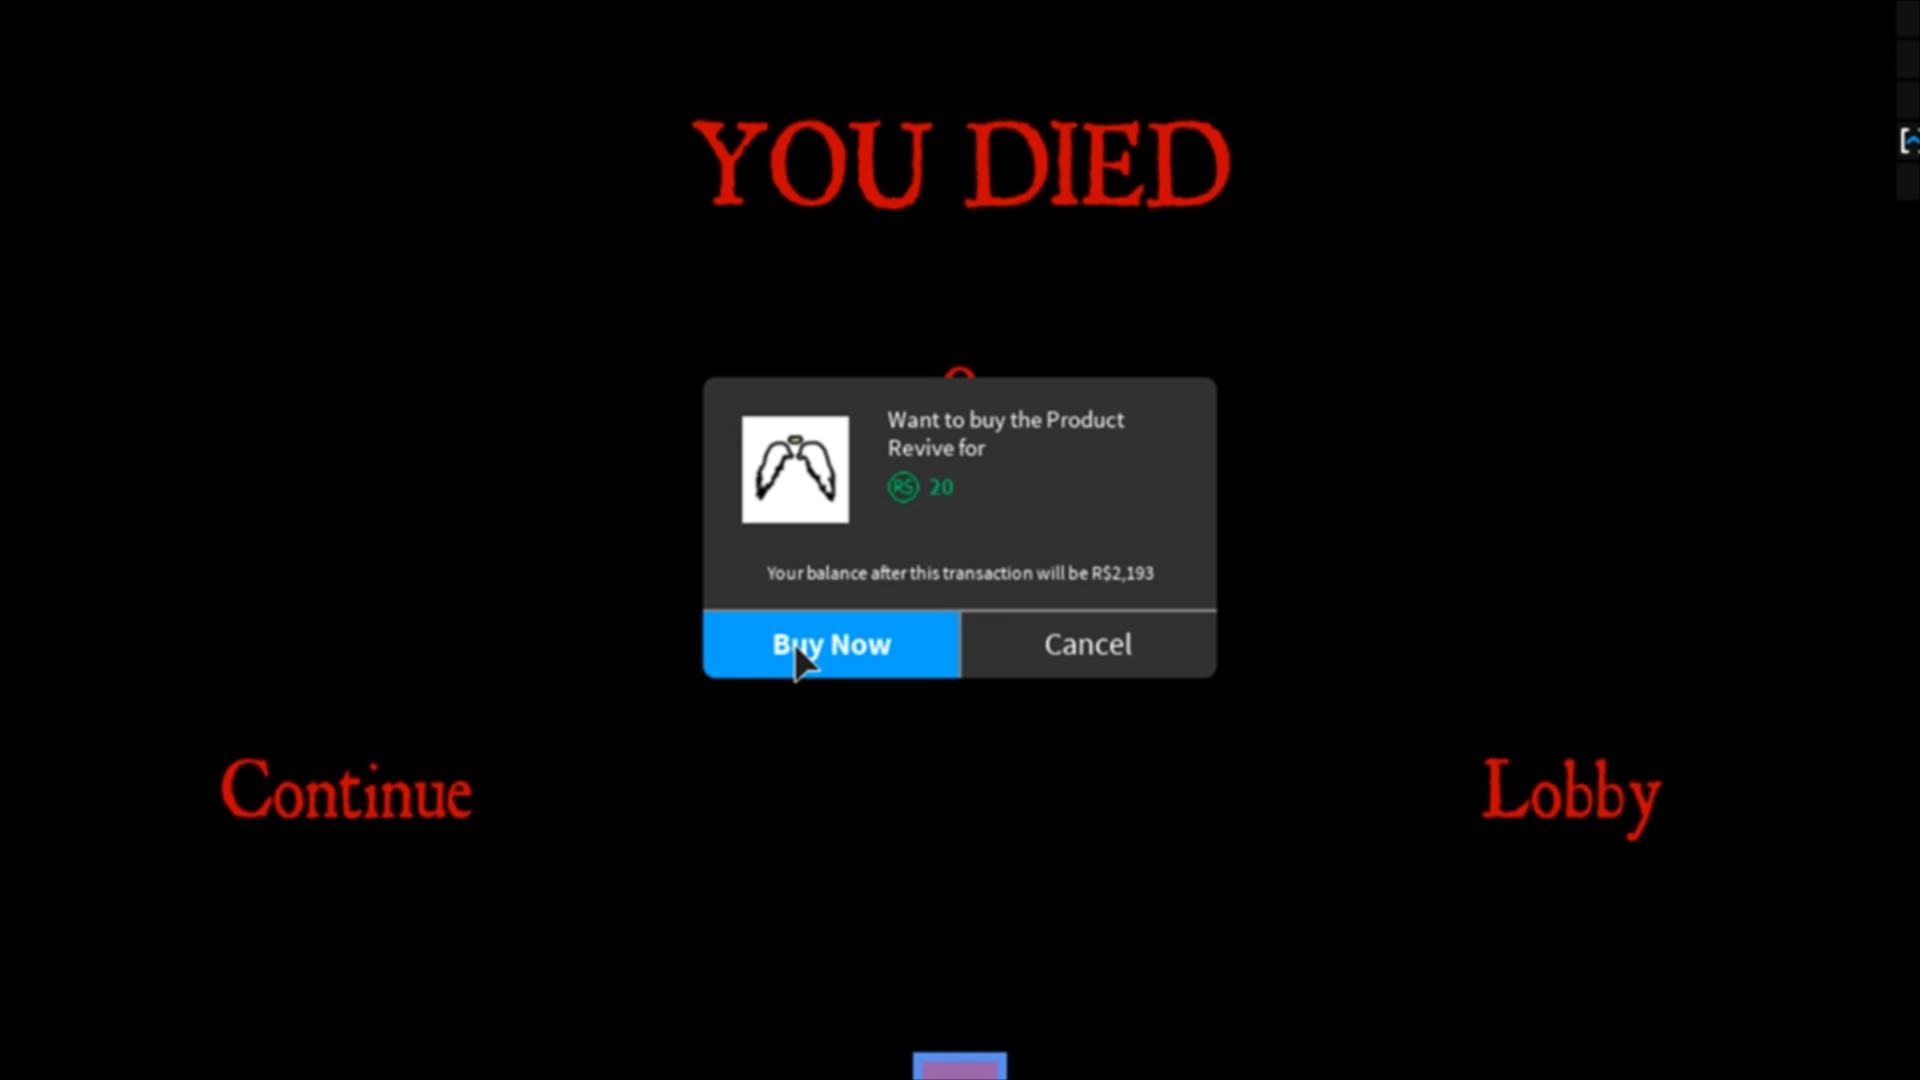 YOU DIED
Want to buy the Product
Revive for
R$ 20
Your balance after this transaction will be R$2,193
Buy Now
Cancel
Continue
Lobby